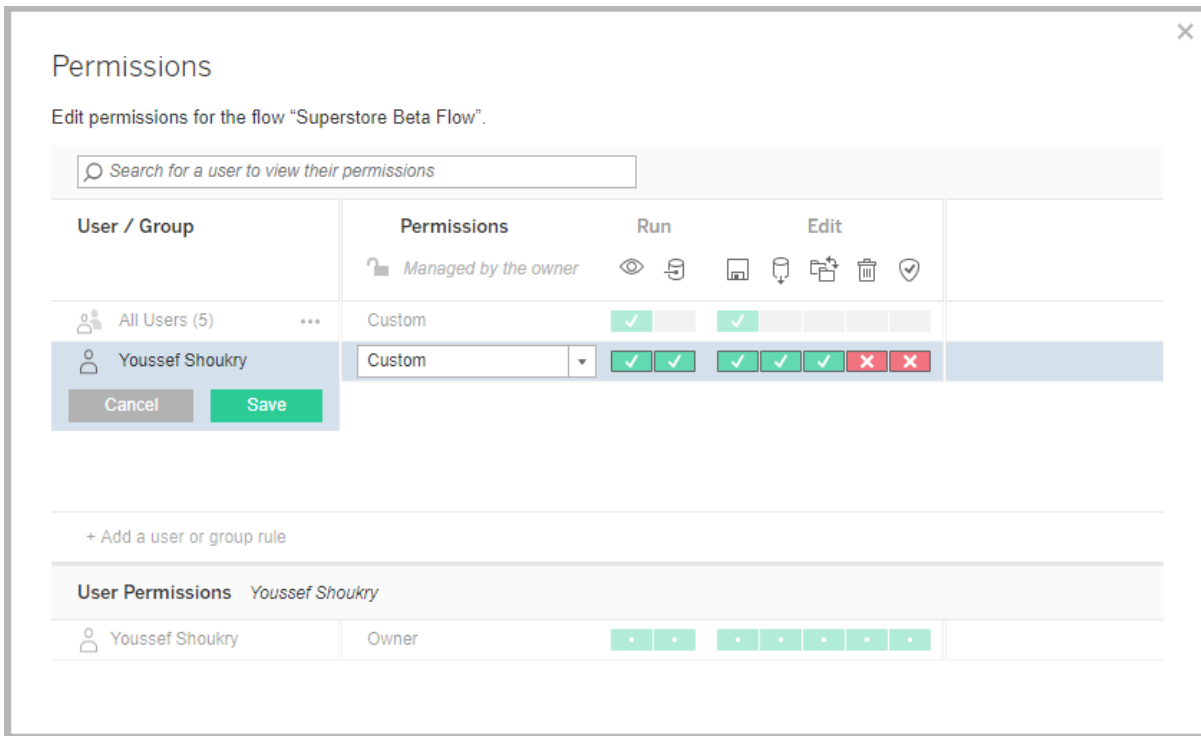 Permissions
Edit permissions for the flow “Superstore Beta Flow”.
Search for a user to view their permissions
User / Group Permissions Run Edit
Managed by the owner
All Users (5) ••• Custom
Youssef Shoukry Custom
Cancel Save
+ Add a user or group rule
User Permissions Youssef Shoukry
Youssef Shoukry Owner